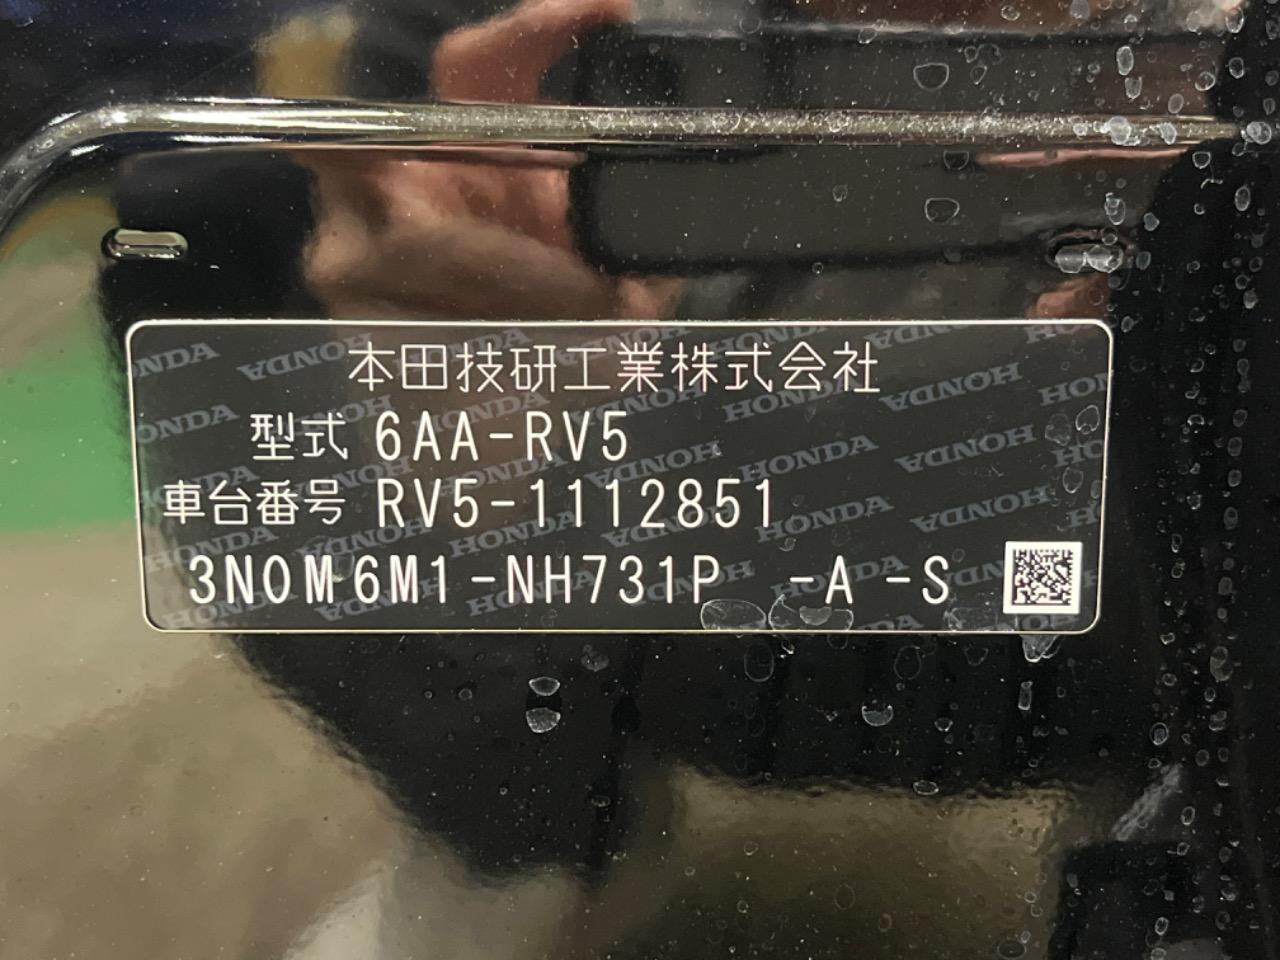 本田技研工業株式会社
型式 6AA-RV5
車台番号 RV5-1112851
3N0M6M1-NH731P -A -S